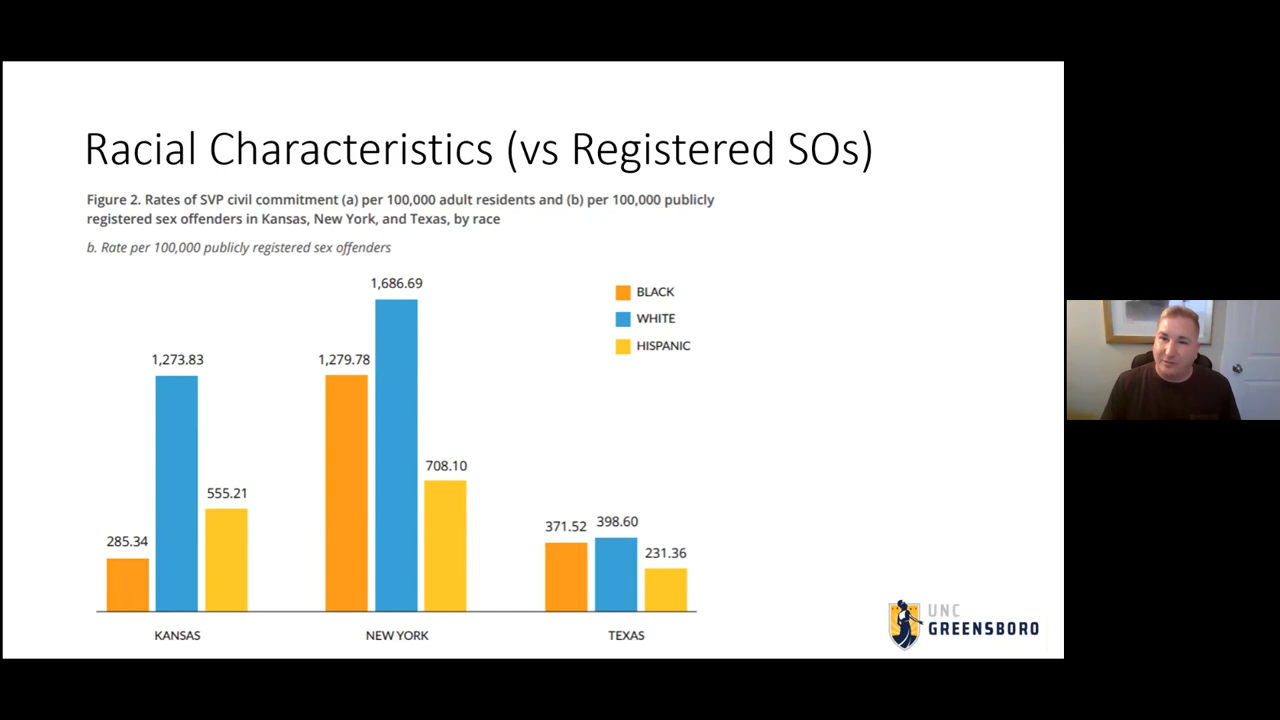 Racial Characteristics (vs Registered SOs)
Figure 2. Rates of SVP civil commitment (a) per 100,000 adult residents and (b) per 100,000 publicly
registered sex offenders in Kansas, New York, and Texas, by race
b. Rate per 100,000 publicly registered sex offenders
BLACK
WHITE
HISPANIC
285.34
1,273.83
555.21
1,279.78
1,686.69
708.10
371.52
398.60
231.36
KANSAS
NEW YORK
TEXAS
UNC
GREENSBORO